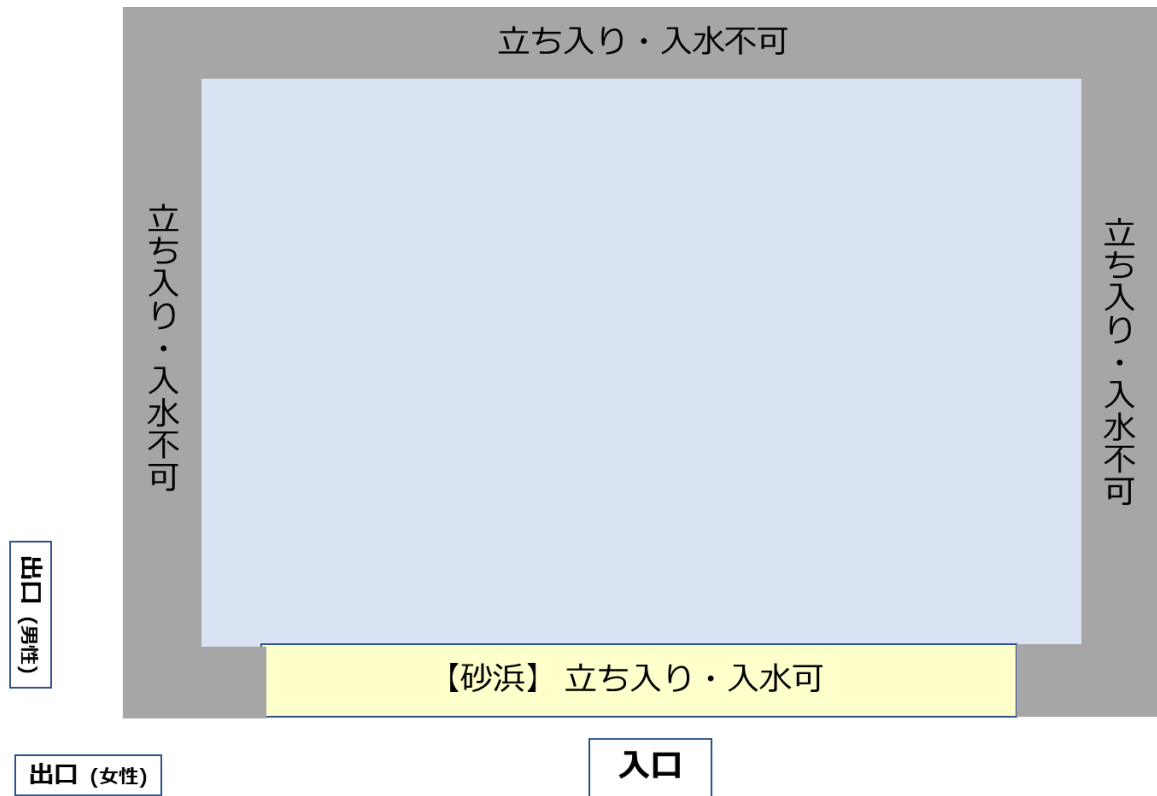 立ち入り・入水不可
立ち入り・入水不可
立ち入り・入水不可
出口 (男性)
【砂浜】 立ち入り・入水可
入口
出口 (女性)